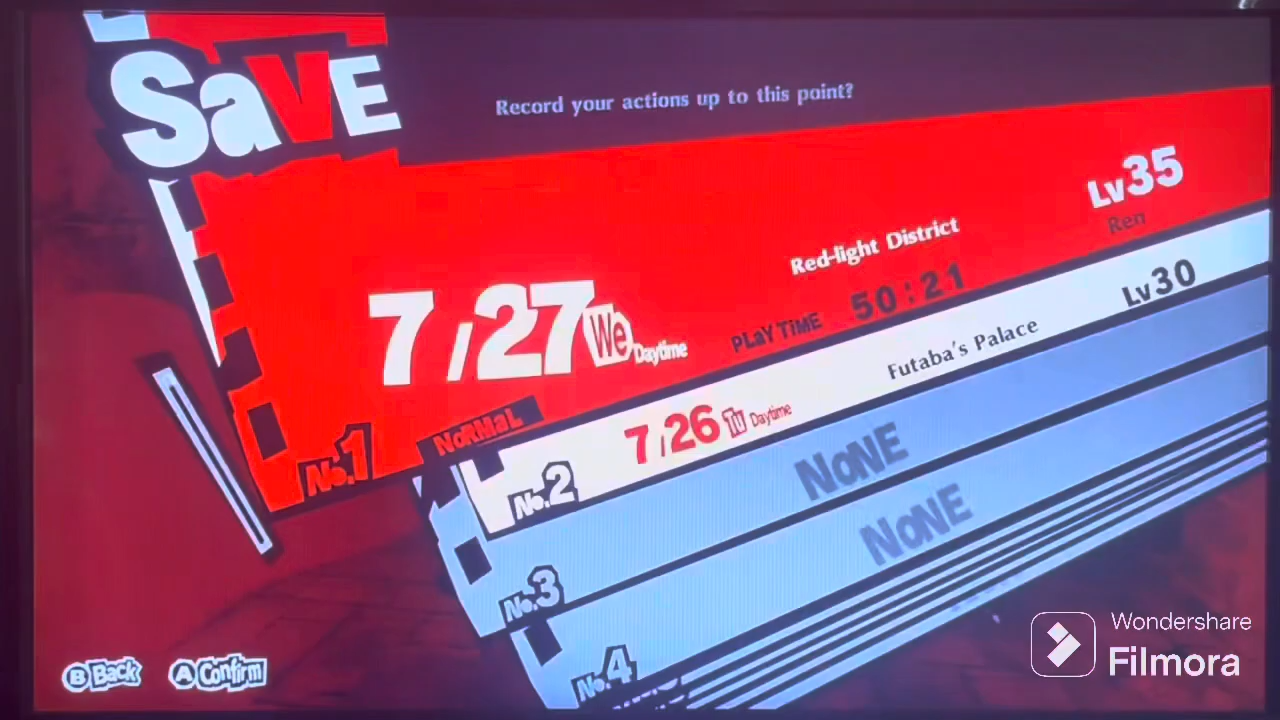 SaVE
Record your actions up to this point?
Lv35
Ren
Red-light District
PLaY TiME 50:21
7/27 We Daytime
No.1 NoRMaL
Lv30
Futaba's Palace
7/26 Tu Daytime
No.2
NoNE
No.3
NoNE
No.4
B Back A Confirm
Wondershare
Filmora